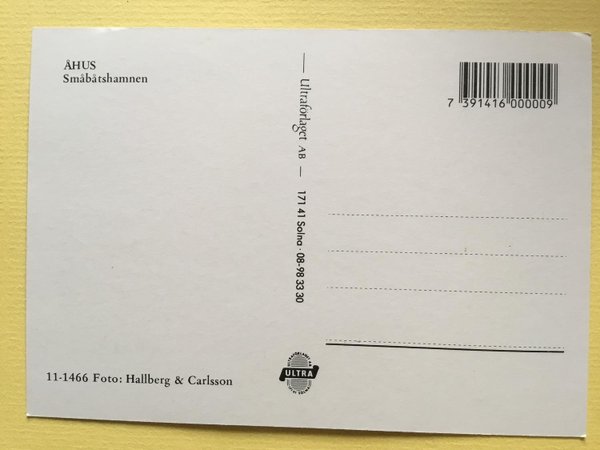 ÅHUS
Småbåtshamnen
— Ultraförlaget AB — 171 41 Solna · 08-98 33 30
7 391416 000009
11-1466 Foto: Hallberg & Carlsson
ULTRA